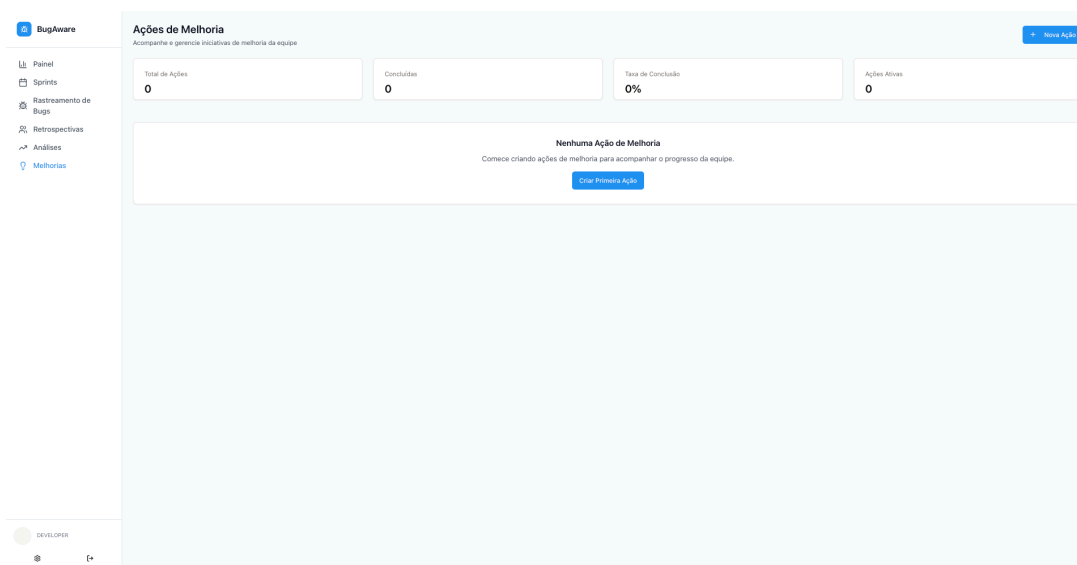 BugAware
Painel
Sprints
Rastreamento de
Bugs
Retrospectivas
Análises
Melhorias
DEVELOPER
Ações de Melhoria
Acompanhe e gerencie iniciativas de melhoria da equipe
+ Nova Ação
Total de Ações
0
Concluídas
0
Taxa de Conclusão
0%
Ações Ativas
0
Nenhuma Ação de Melhoria
Comece criando ações de melhoria para acompanhar o progresso da equipe.
Criar Primeira Ação